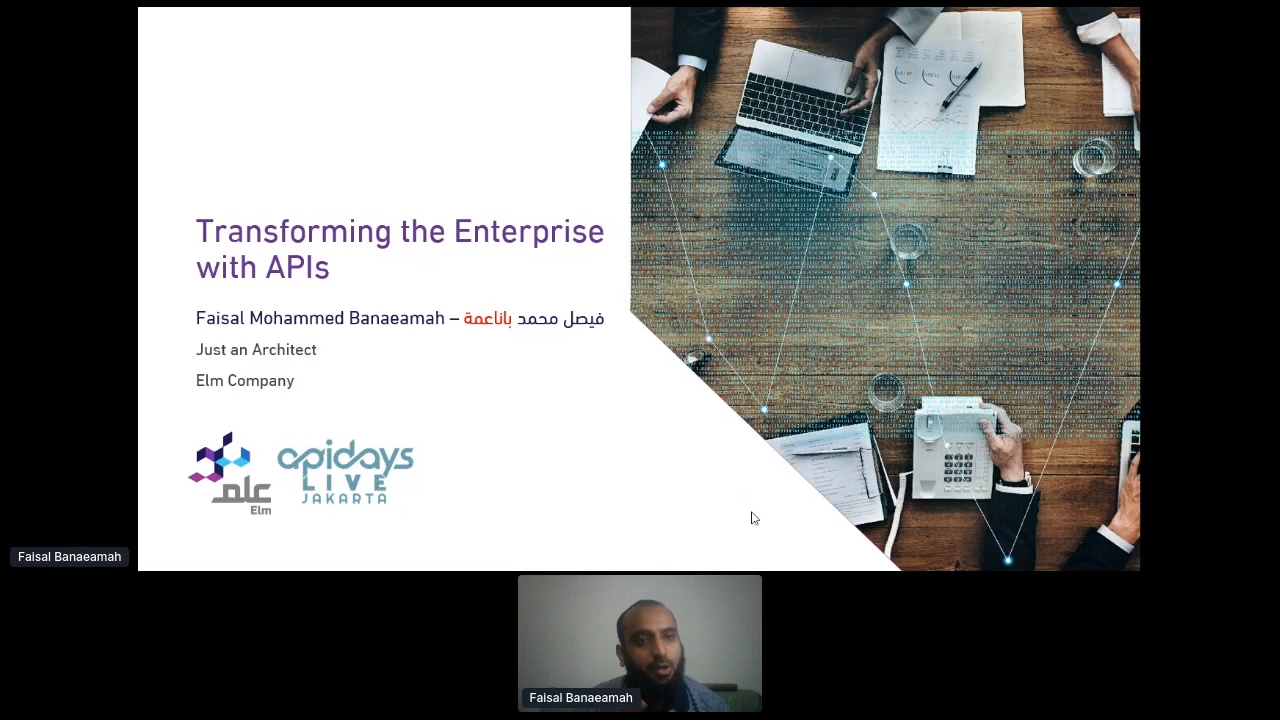 Transforming the Enterprise
with APIs
Faisal Mohammed Banaeamah – فيصل محمد باناعمة
Just an Architect
Elm Company
علم
Elm
apidays
LIVE
JAKARTA
Faisal Banaeamah
Faisal Banaeamah